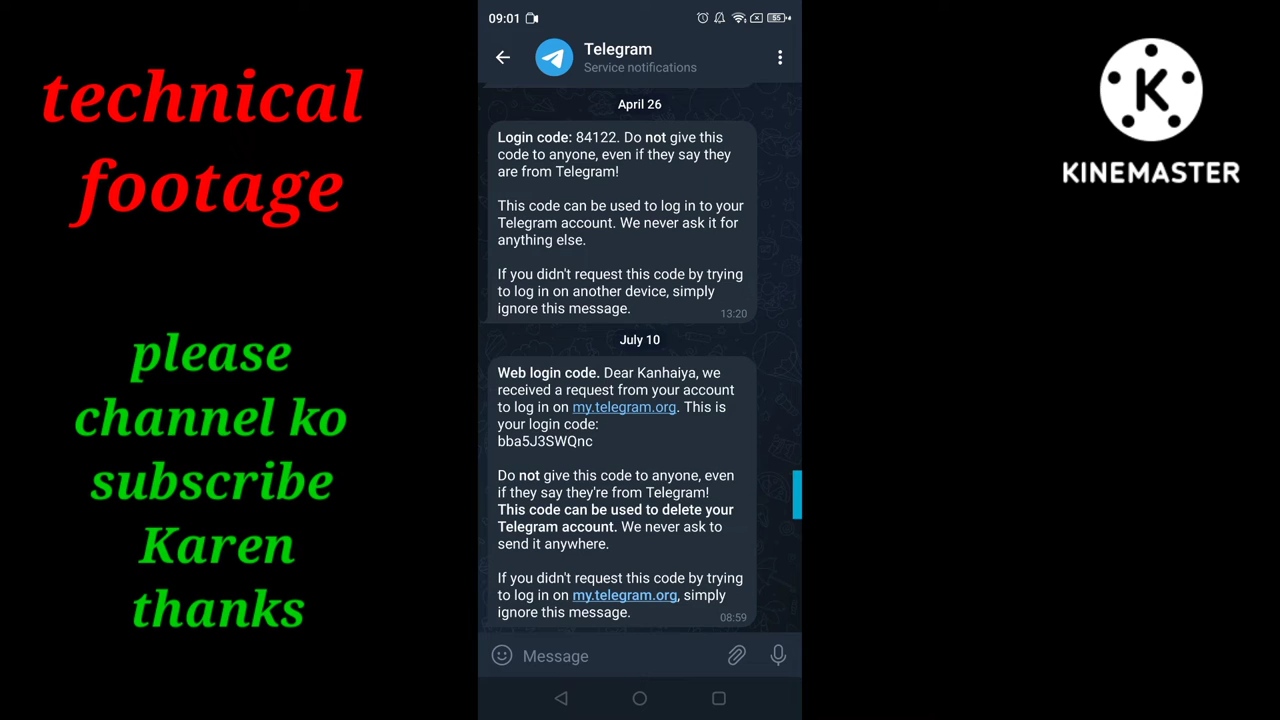 technical
footage
please
channel ko
subscribe
Karen
thanks
09:01
55
Telegram
Service notifications
April 26
Login code: 84122. Do not give this
code to anyone, even if they say they
are from Telegram!
This code can be used to log in to your
Telegram account. We never ask it for
anything else.
If you didn't request this code by trying
to log in on another device, simply
ignore this message.
13:20
July 10
Web login code. Dear Kanhaiya, we
received a request from your account
to log in on my.telegram.org. This is
your login code:
bba5J3SWQnc
Do not give this code to anyone, even
if they say they're from Telegram!
This code can be used to delete your
Telegram account. We never ask to
send it anywhere.
If you didn't request this code by trying
to log in on my.telegram.org, simply
ignore this message.
08:59
Message
K
KINEMASTER